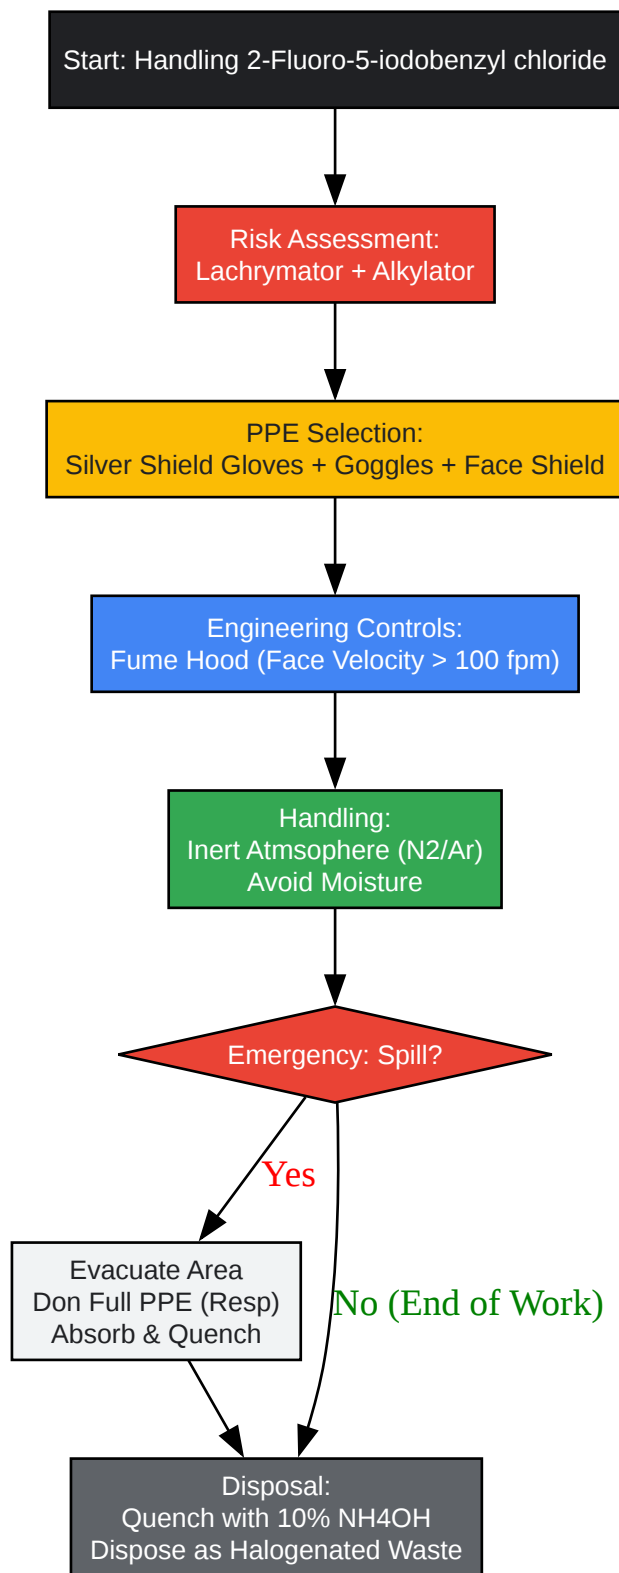 Start: Handling 2-Fluoro-5-iodobenzyl chloride
Risk Assessment:
Lachrymator + Alkylator
PPE Selection:
Silver Shield Gloves + Goggles + Face Shield
Engineering Controls:
Fume Hood (Face Velocity > 100 fpm)
Handling:
Inert Atmsophere (N2/Ar)
Avoid Moisture
Emergency: Spill?
Yes
Evacuate Area
Don Full PPE (Resp)
Absorb & Quench
No (End of Work)
Disposal:
Quench with 10% NH4OH
Dispose as Halogenated Waste